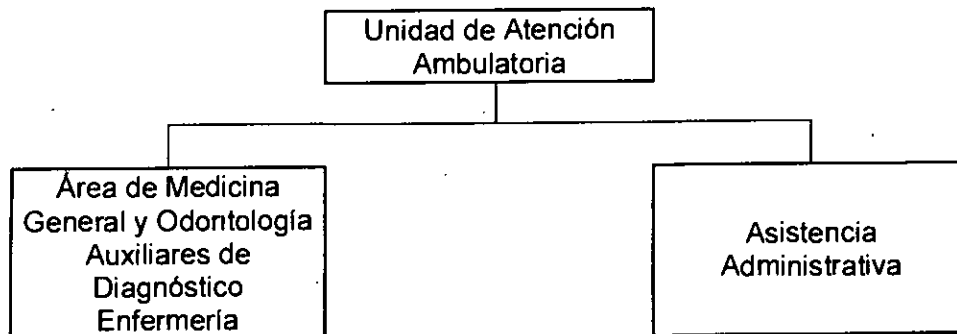 Unidad de Atención
Ambulatoria
Área de Medicina
General y Odontología
Auxiliares de
Diagnóstico
Enfermería
Asistencia
Administrativa